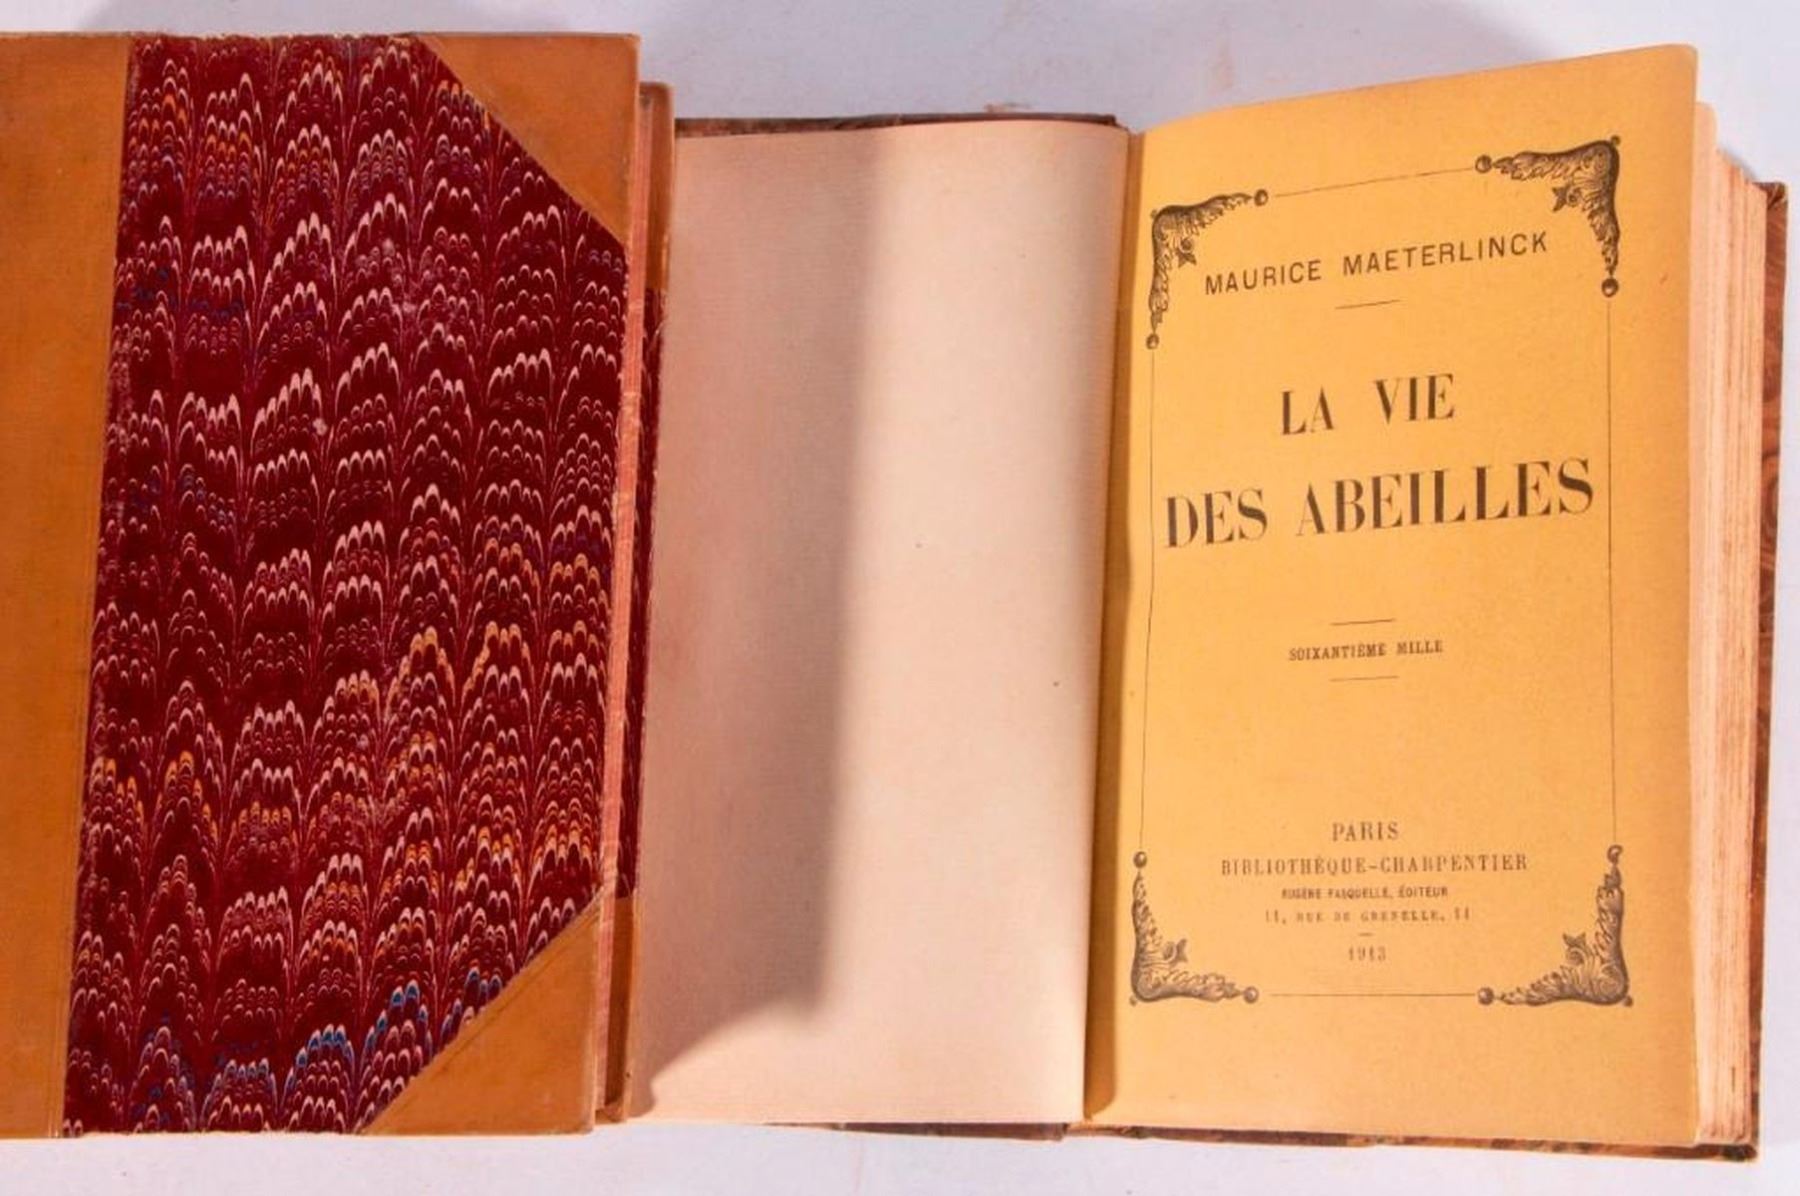 MAURICE MAETERLINCK
LA VIE
DES ABEILLES
SOIXANTIÈME MILLE
PARIS
BIBLIOTHÈQUE-CHARPENTIER
EUGÈNE FASQUELLE, ÉDITEUR
11, RUE DE GRENELLE, 11
1913